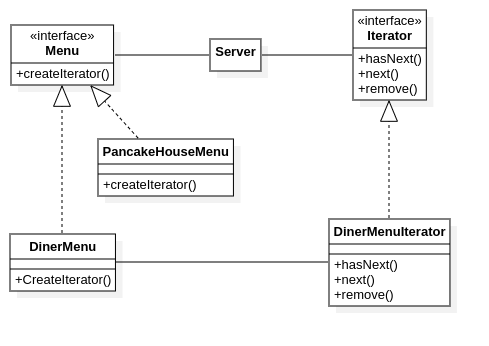 «interface»
Menu
+createIterator()
Server
«interface»
Iterator
+hasNext()
+next()
+remove()
PancakeHouseMenu
+createIterator()
DinerMenu
+CreateIterator()
DinerMenuIterator
+hasNext()
+next()
+remove()